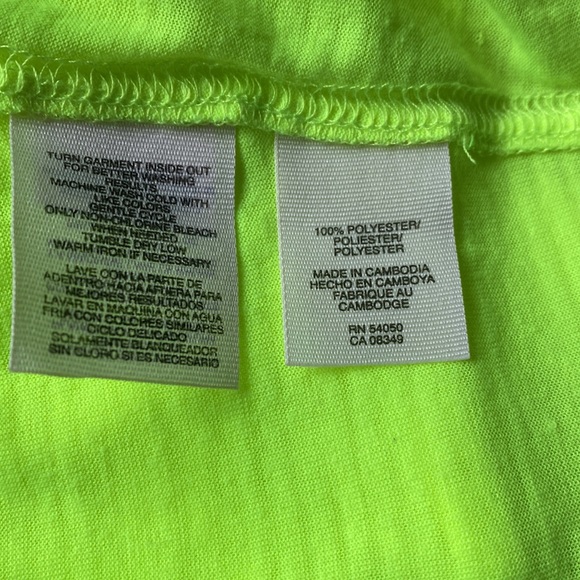 TURN GARMENT INSIDE OUT
FOR BETTER WASHING
RESULTS
MACHINE WASH COLD WITH
LIKE COLORS
GENTLE CYCLE
ONLY NON-CHLORINE BLEACH
WHEN NEEDED
TUMBLE DRY LOW
WARM IRON IF NECESSARY
LAVE CON LA PARTE DE
ADENTRO HACIA AFUERA PARA
MEJORES RESULTADOS
LAVAR EN MAQUINA CON AGUA
FRIA CON COLORES SIMILARES
CICLO DELICADO
SOLAMENTE BLANQUEADOR
SIN CLORO SI ES NECESARIO
100% POLYESTER/
POLIESTER/
POLYESTER
MADE IN CAMBODIA
HECHO EN CAMBOYA
FABRIQUE AU
CAMBODGE
RN 54050
CA 08349